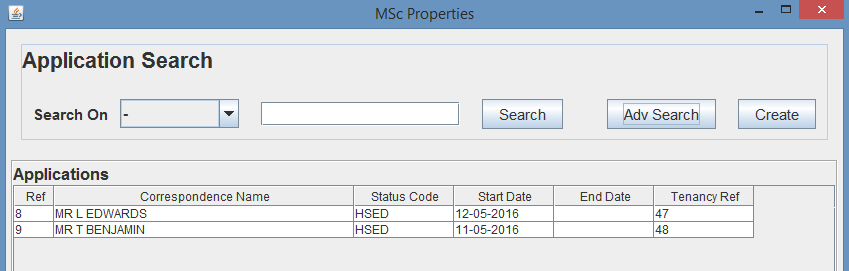 MSc Properties
Application Search
Search On - Search Adv Search Create
Applications
Ref Correspondence Name Status Code Start Date End Date Tenancy Ref
8 MR L EDWARDS HSED 12-05-2016 47
9 MR T BENJAMIN HSED 11-05-2016 48